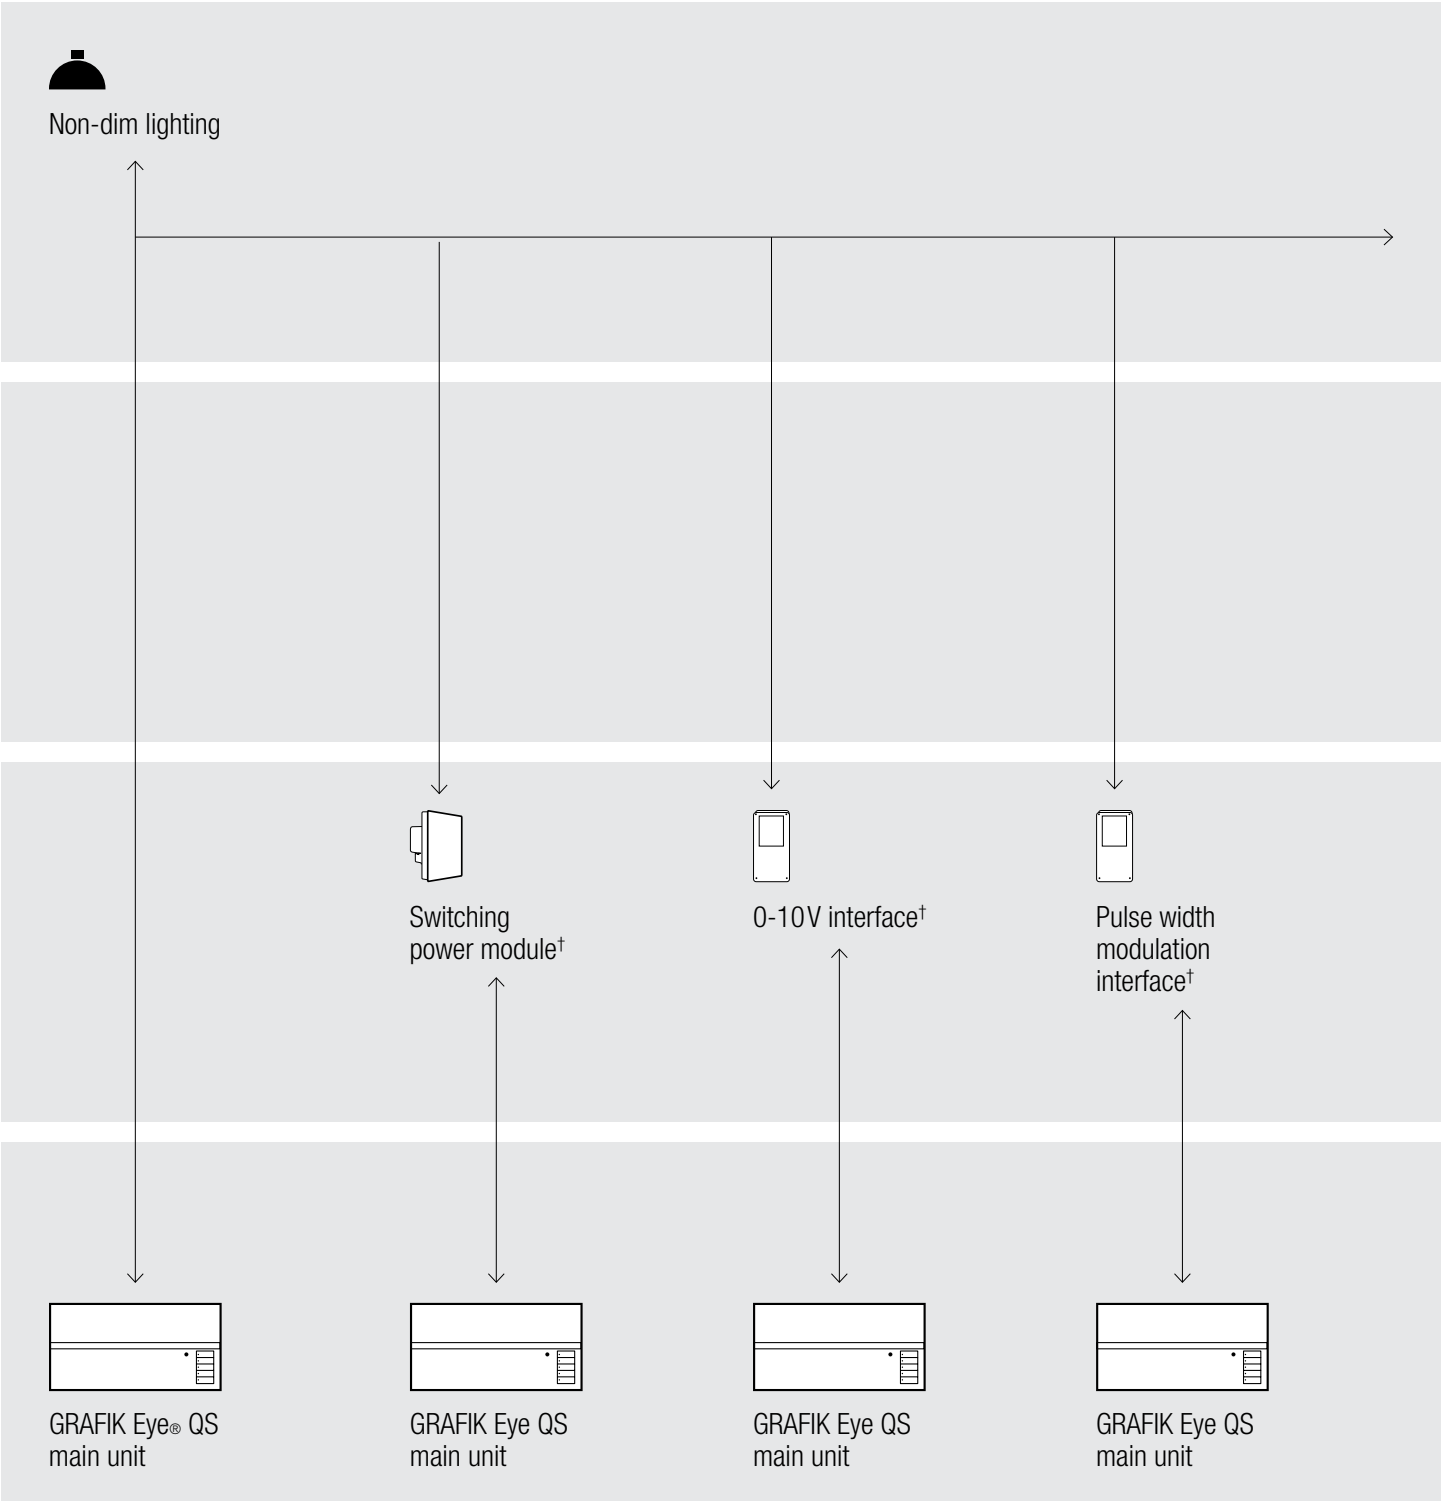 Non-dim lighting
Switching
power module†
0-10V interface†
Pulse width
modulation
interface†
GRAFIK Eye® QS
main unit
GRAFIK Eye QS
main unit
GRAFIK Eye QS
main unit
GRAFIK Eye QS
main unit